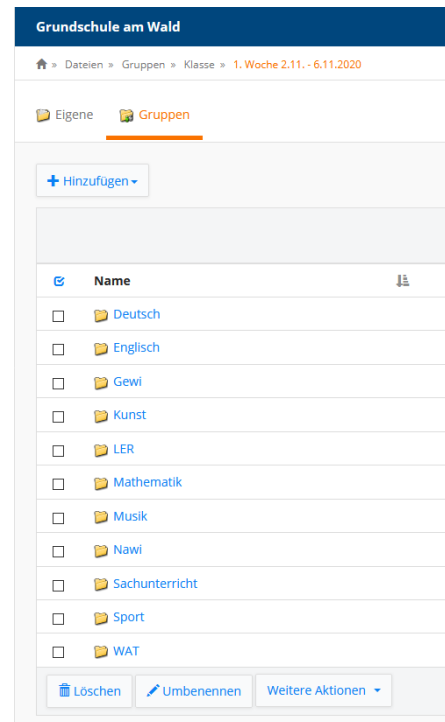 Grundschule am Wald
» Dateien » Gruppen » Klasse » 1. Woche 2.11. - 6.11.2020
Eigene Gruppen
Hinzufügen
Name
Deutsch
Englisch
Gewi
Kunst
LER
Mathematik
Musik
Nawi
Sachunterricht
Sport
WAT
Löschen Umbenennen Weitere Aktionen